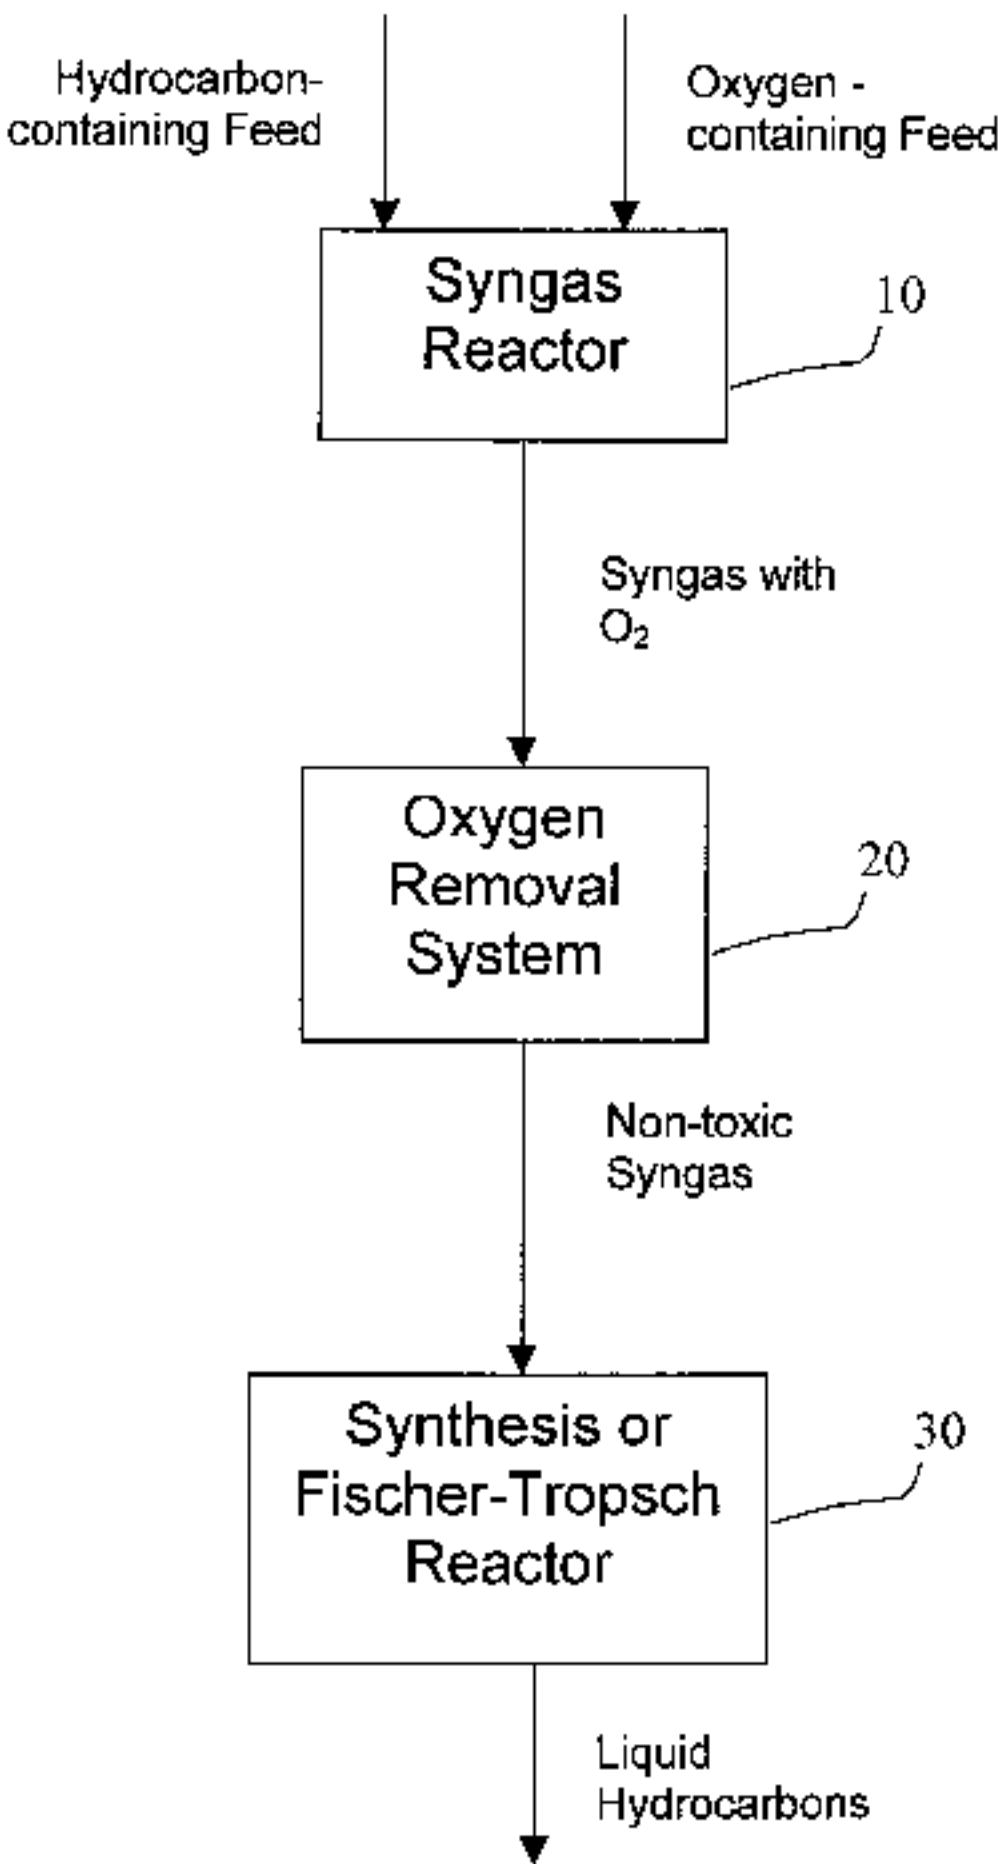 Hydrocarbon-
containing Feed
Oxygen -
containing Feed
Syngas
Reactor
10
Syngas with
O₂
Oxygen
Removal
System
20
Non-toxic
Syngas
Synthesis or
Fischer-Tropsch
Reactor
30
Liquid
Hydrocarbons